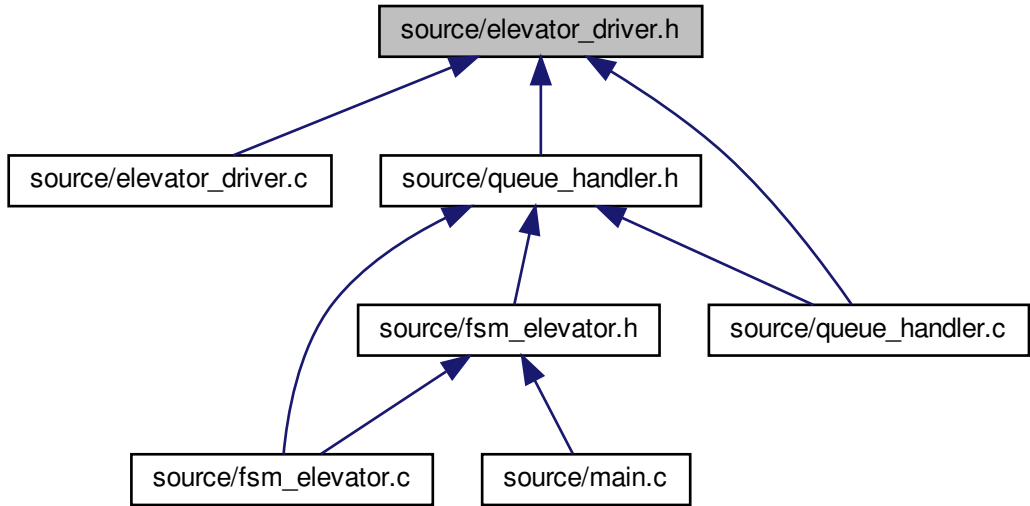 source/elevator_driver.h
source/elevator_driver.c
source/queue_handler.h
source/fsm_elevator.h
source/queue_handler.c
source/fsm_elevator.c
source/main.c